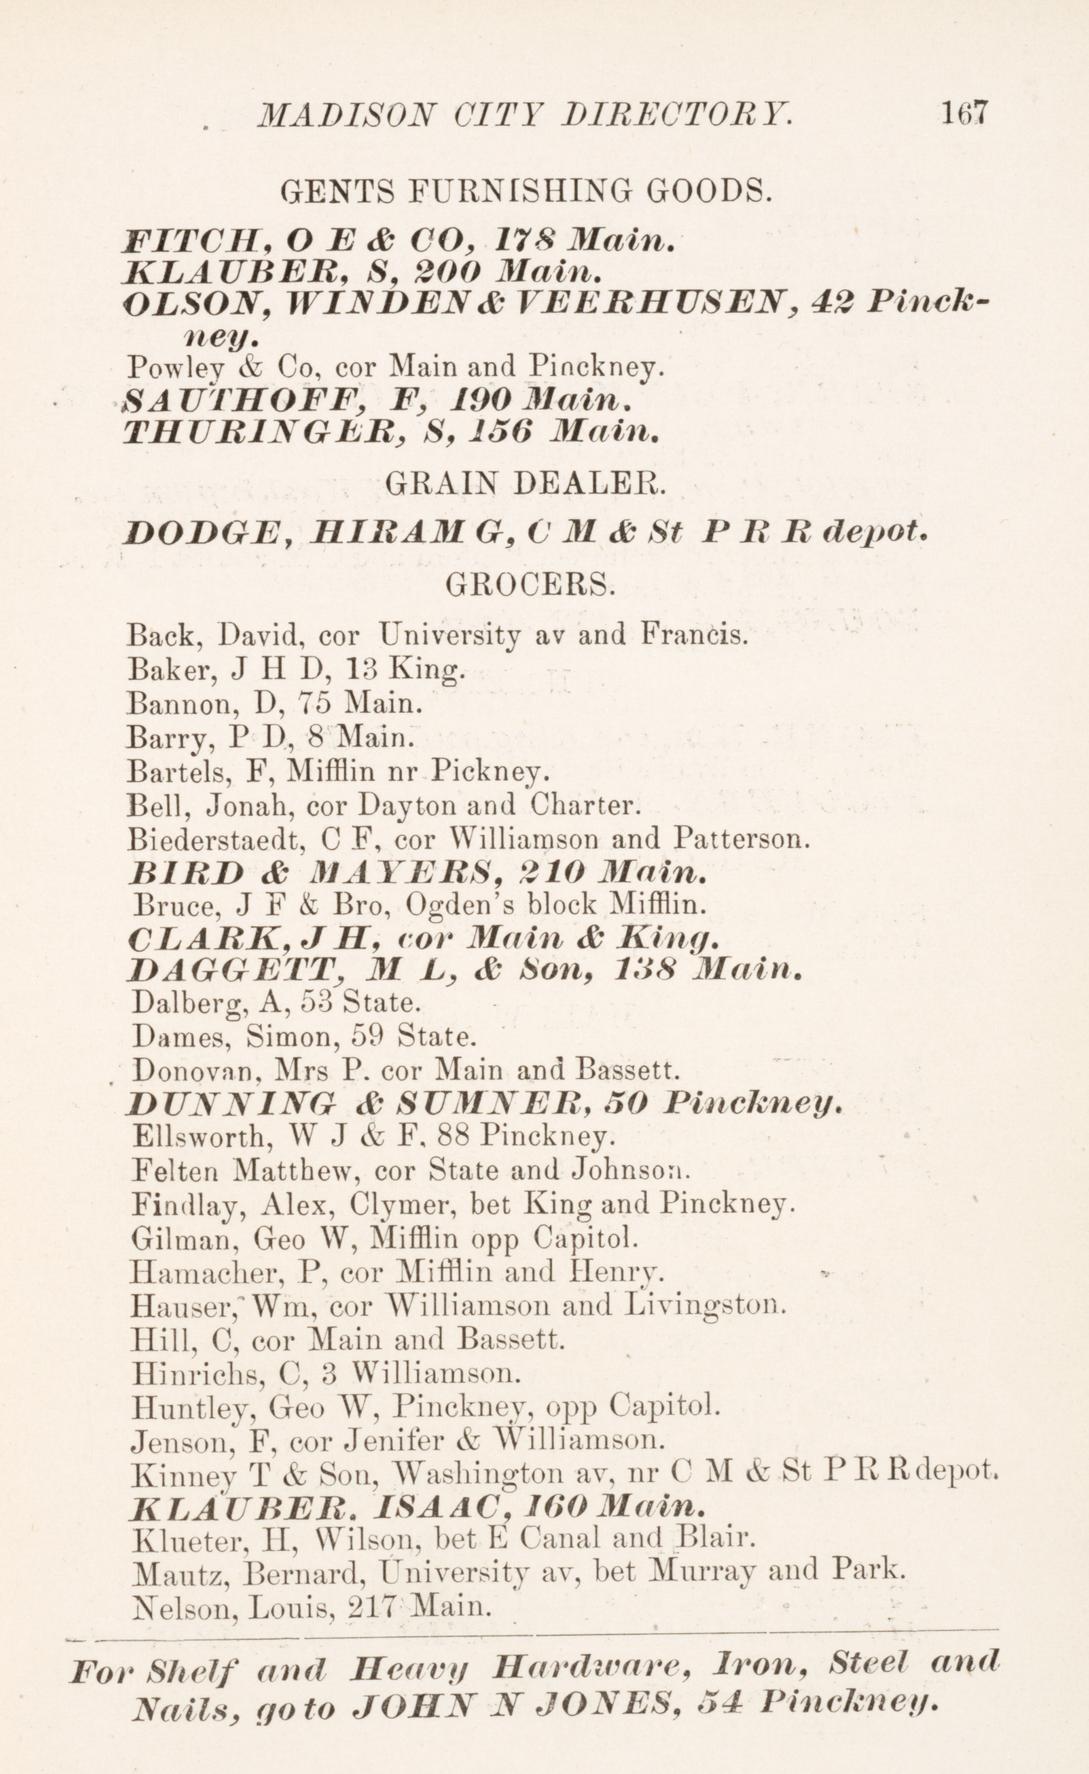 MADISON CITY DIRECTORY. 167
GENTS FURNISHING GOODS.
FITCH, O E & CO, 178 Main.
KLAUBER, S, 200 Main.
OLSON, WINDEN & VEERHUSEN, 42 Pinck-
ney.
Powley & Co, cor Main and Pinckney.
SAUTHOFF, F, 190 Main.
THURINGER, S, 156 Main.
GRAIN DEALER.
DODGE, HIRAM G, C M & St P R R depot.
GROCERS.
Back, David, cor University av and Francis.
Baker, J H D, 13 King.
Bannon, D, 75 Main.
Barry, P D, 8 Main.
Bartels, F, Mifflin nr Pickney.
Bell, Jonah, cor Dayton and Charter.
Biederstaedt, C F, cor Williamson and Patterson.
BIRD & MAYERS, 210 Main.
Bruce, J F & Bro, Ogden's block Mifflin.
CLARK, J H, cor Main & King.
DAGGETT, M L, & Son, 138 Main.
Dalberg, A, 53 State.
Dames, Simon, 59 State.
Donovan, Mrs P. cor Main and Bassett.
DUNNING & SUMNER, 50 Pinckney.
Ellsworth, W J & F. 88 Pinckney.
Felten Matthew, cor State and Johnson.
Findlay, Alex, Clymer, bet King and Pinckney.
Gilman, Geo W, Mifflin opp Capitol.
Hamacher, P, cor Mifflin and Henry.
Hauser, Wm, cor Williamson and Livingston.
Hill, C, cor Main and Bassett.
Hinrichs, C, 3 Williamson.
Huntley, Geo W, Pinckney, opp Capitol.
Jenson, F, cor Jenifer & Williamson.
Kinney T & Son, Washington av, nr C M & St P R R depot.
KLAUBER. ISAAC, 160 Main.
Klueter, H, Wilson, bet E Canal and Blair.
Mautz, Bernard, University av, bet Murray and Park.
Nelson, Louis, 217 Main.
For Shelf and Heavy Hardware, Iron, Steel and
Nails, go to JOHN N JONES, 54 Pinckney.